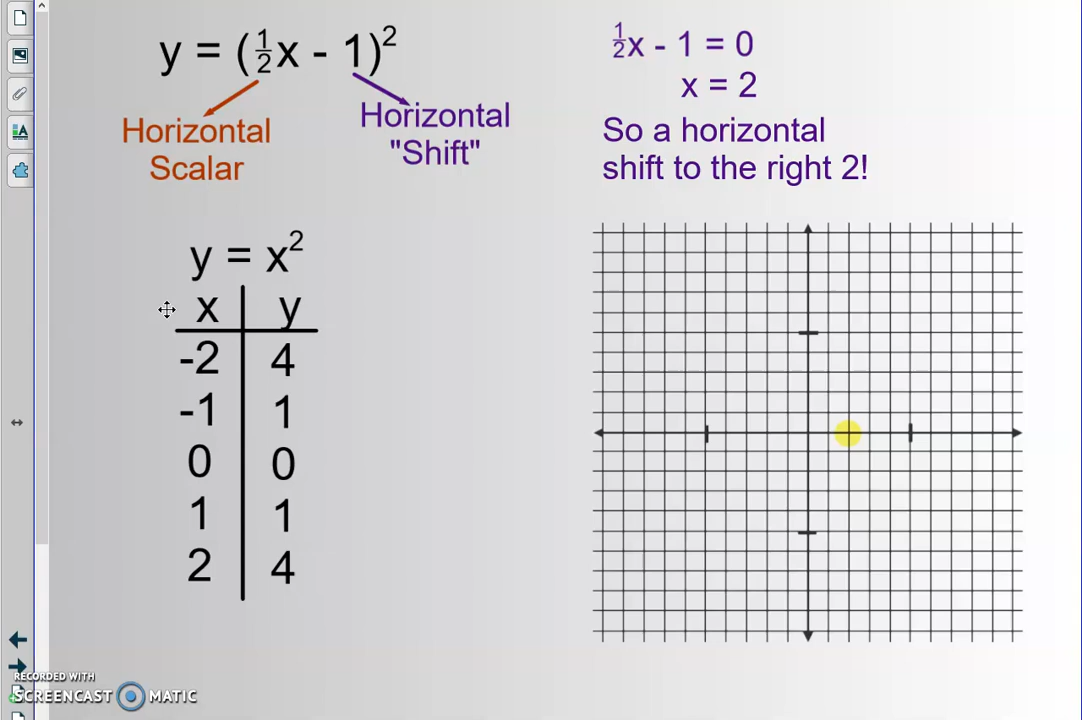 y = (½x - 1)²
Horizontal
Scalar
Horizontal
"Shift"
½x - 1 = 0
x = 2
So a horizontal
shift to the right 2!
y = x²
x y
-2 4
-1 1
0 0
1 1
2 4
RECORDED WITH
SCREENCAST MATIC